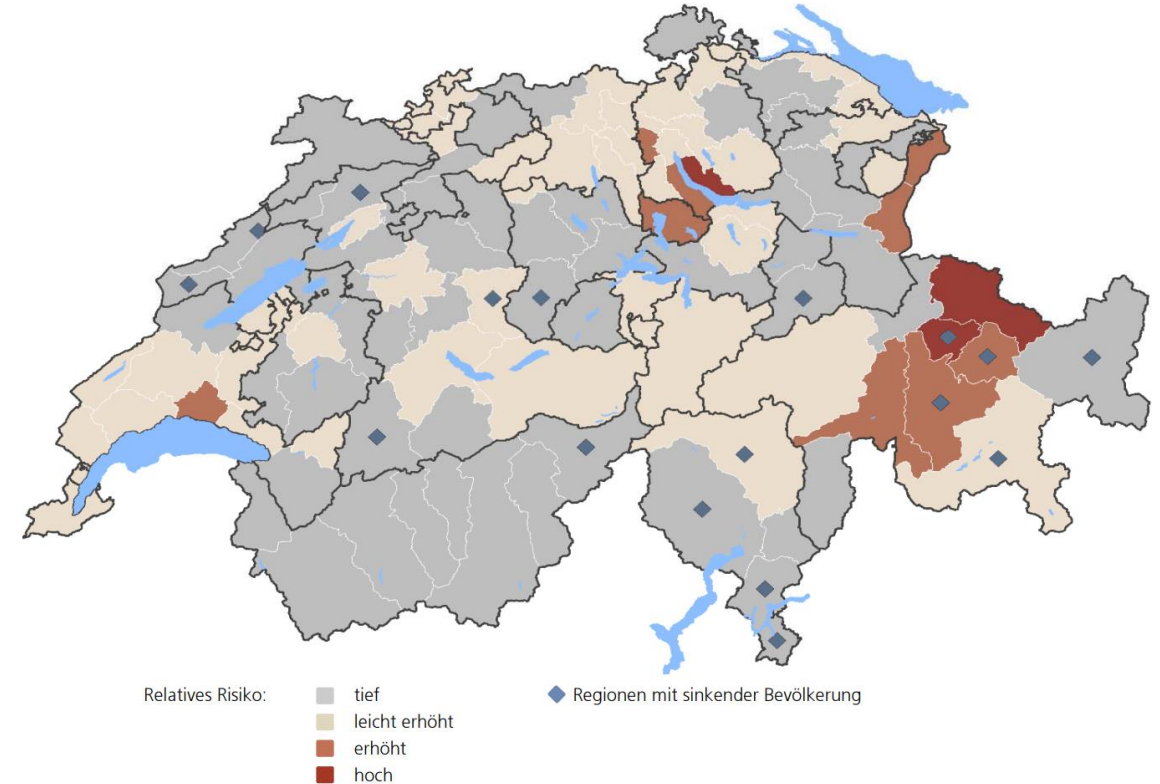 Relatives Risiko:
tief
Regionen mit sinkender Bevölkerung
leicht erhöht
erhöht
hoch